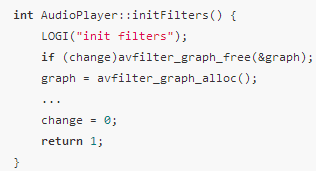 int AudioPlayer::initFilters() {
    LOGI("init filters");
    if (change)avfilter_graph_free(&graph);
    graph = avfilter_graph_alloc();
    ...
    change = 0;
    return 1;
}